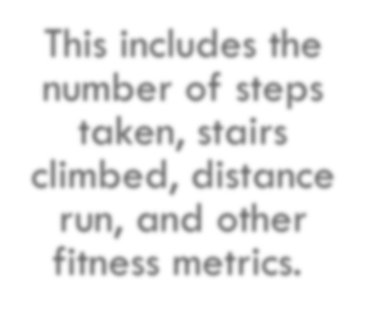 This includes the
number of steps
taken, stairs
climbed, distance
run, and other
fitness metrics.